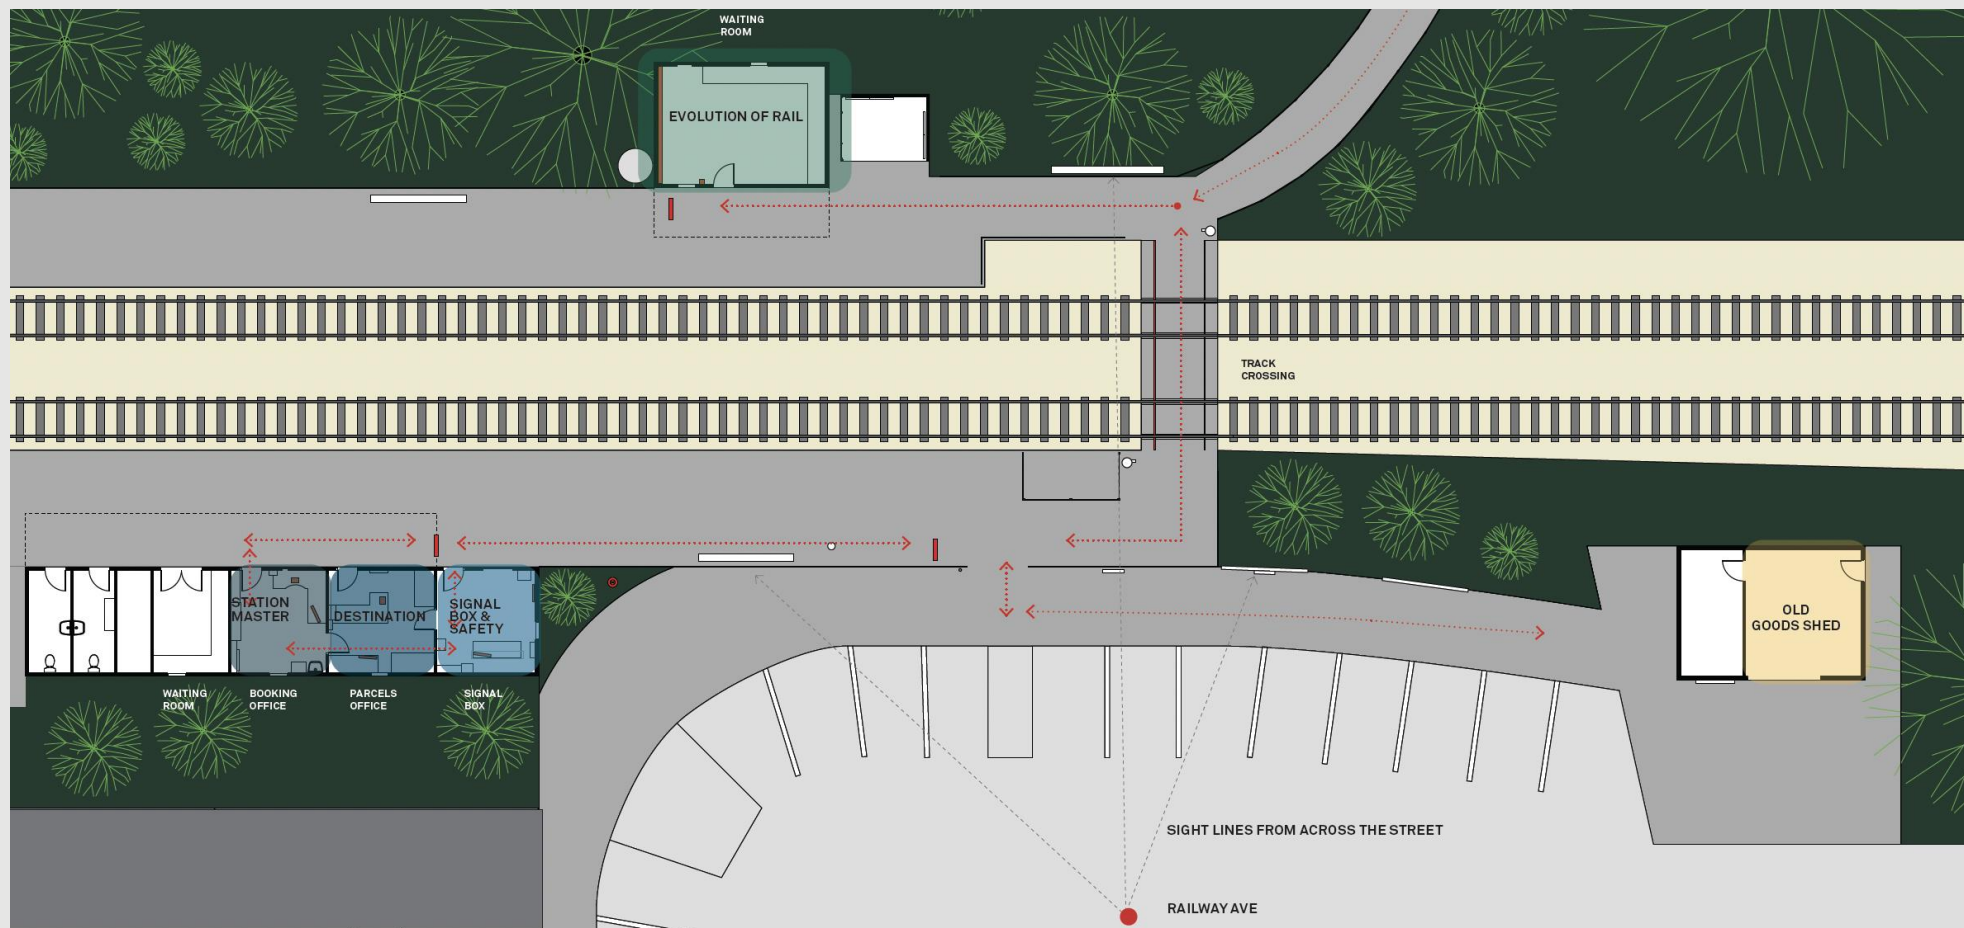 WAITING
ROOM
EVOLUTION OF RAIL
TRACK
CROSSING
STATION
MASTER
DESTINATION
SIGNAL
BOX &
SAFETY
OLD
GOODS SHED
WAITING
ROOM
BOOKING
OFFICE
PARCELS
OFFICE
SIGNAL
BOX
SIGHT LINES FROM ACROSS THE STREET
RAILWAY AVE